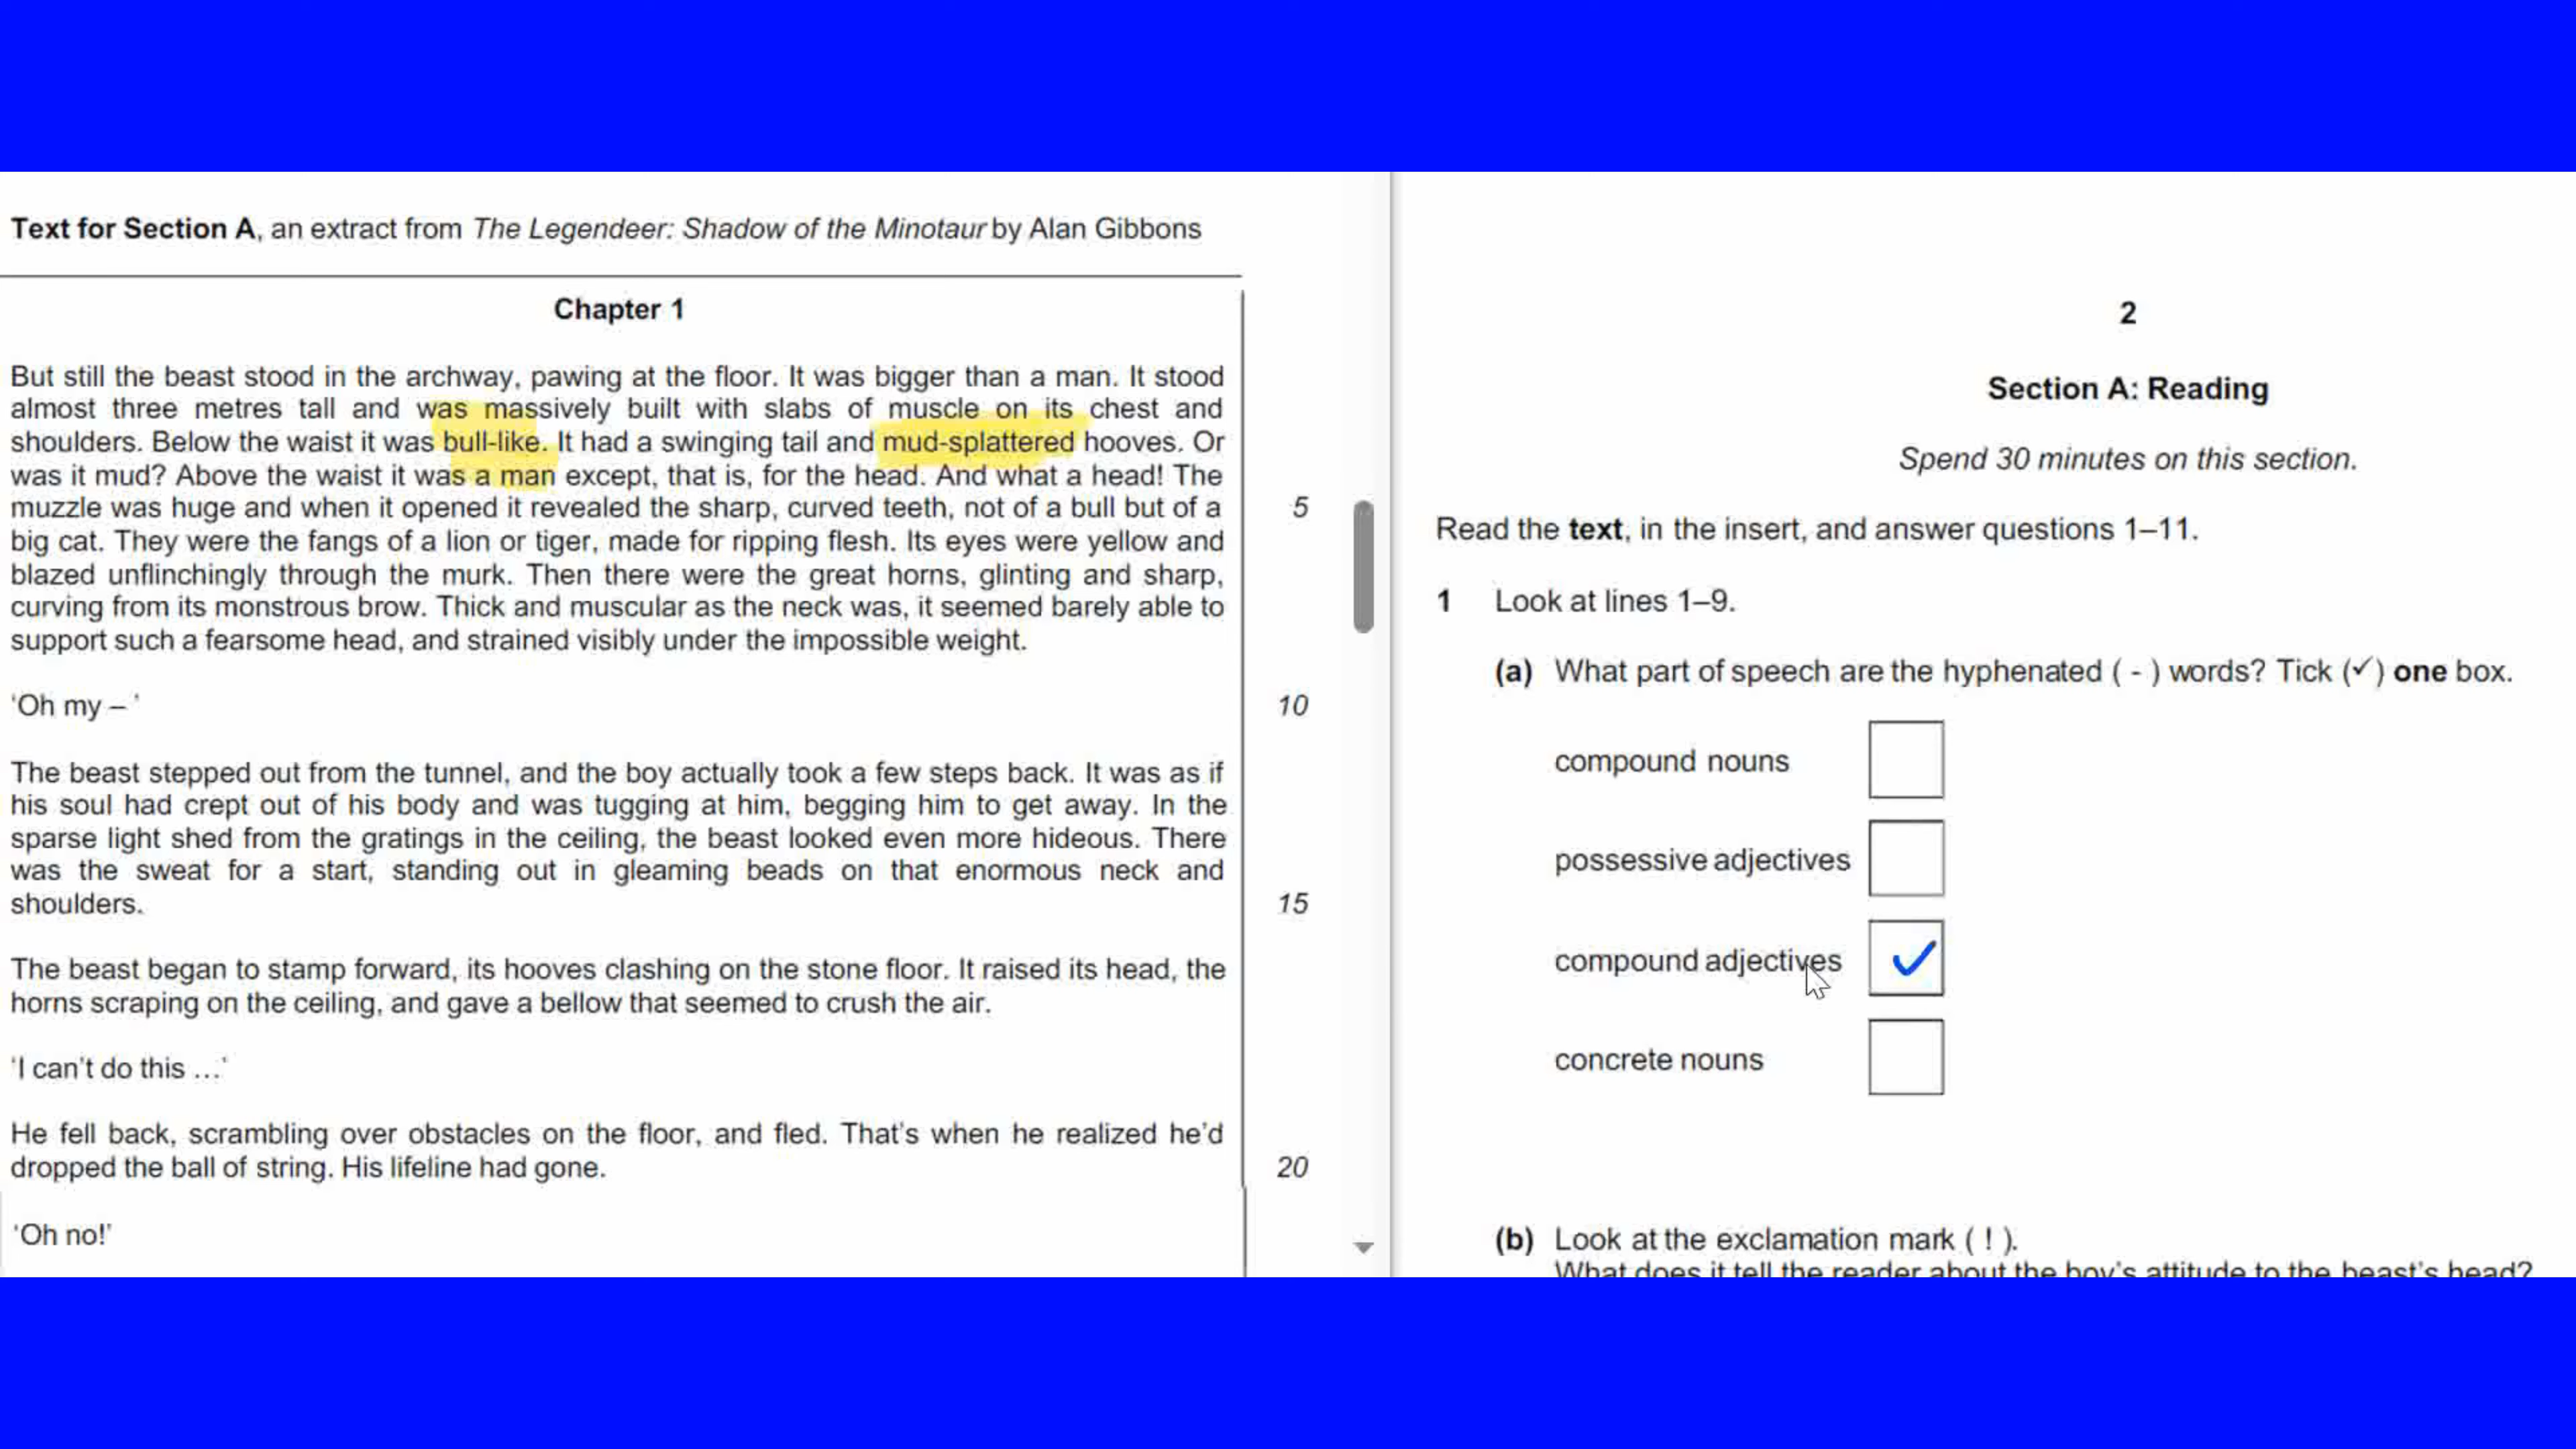 Text for Section A, an extract from The Legendeer: Shadow of the Minotaur by Alan Gibbons
Chapter 1
But still the beast stood in the archway, pawing at the floor. It was bigger than a man. It stood
almost three metres tall and was massively built with slabs of muscle on its chest and
shoulders. Below the waist it was bull-like. It had a swinging tail and mud-splattered hooves. Or
was it mud? Above the waist it was a man except, that is, for the head. And what a head! The
muzzle was huge and when it opened it revealed the sharp, curved teeth, not of a bull but of a
5
big cat. They were the fangs of a lion or tiger, made for ripping flesh. Its eyes were yellow and
blazed unflinchingly through the murk. Then there were the great horns, glinting and sharp,
curving from its monstrous brow. Thick and muscular as the neck was, it seemed barely able to
support such a fearsome head, and strained visibly under the impossible weight.
'Oh my – '
10
The beast stepped out from the tunnel, and the boy actually took a few steps back. It was as if
his soul had crept out of his body and was tugging at him, begging him to get away. In the
sparse light shed from the gratings in the ceiling, the beast looked even more hideous. There
was the sweat for a start, standing out in gleaming beads on that enormous neck and
shoulders.
15
The beast began to stamp forward, its hooves clashing on the stone floor. It raised its head, the
horns scraping on the ceiling, and gave a bellow that seemed to crush the air.
'I can't do this …'
He fell back, scrambling over obstacles on the floor, and fled. That's when he realized he'd
dropped the ball of string. His lifeline had gone.
20
'Oh no!'
2
Section A: Reading
Spend 30 minutes on this section.
Read the text, in the insert, and answer questions 1–11.
1 Look at lines 1–9.
(a) What part of speech are the hyphenated ( - ) words? Tick (✓) one box.
compound nouns
possessive adjectives
compound adjectives ✓
concrete nouns
(b) Look at the exclamation mark ( ! ).
What does it tell the reader about the boy's attitude to the beast's head?